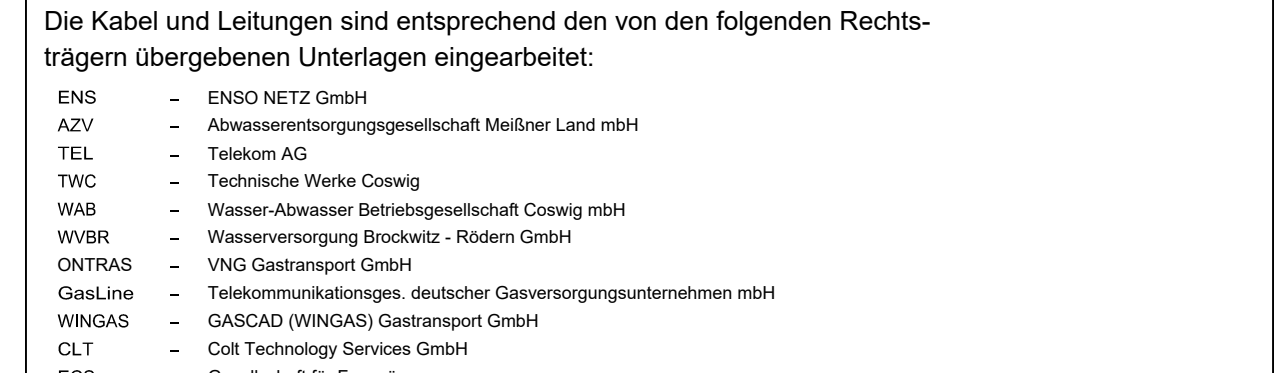 Die Kabel und Leitungen sind entsprechend den von den folgenden Rechts-
trägern übergebenen Unterlagen eingearbeitet:
ENS – ENSO NETZ GmbH
AZV – Abwasserentsorgungsgesellschaft Meißner Land mbH
TEL – Telekom AG
TWC – Technische Werke Coswig
WAB – Wasser-Abwasser Betriebsgesellschaft Coswig mbH
WVBR – Wasserversorgung Brockwitz - Rödern GmbH
ONTRAS – VNG Gastransport GmbH
GasLine – Telekommunikationsges. deutscher Gasversorgungsunternehmen mbH
WINGAS – GASCAD (WINGAS) Gastransport GmbH
CLT – Colt Technology Services GmbH